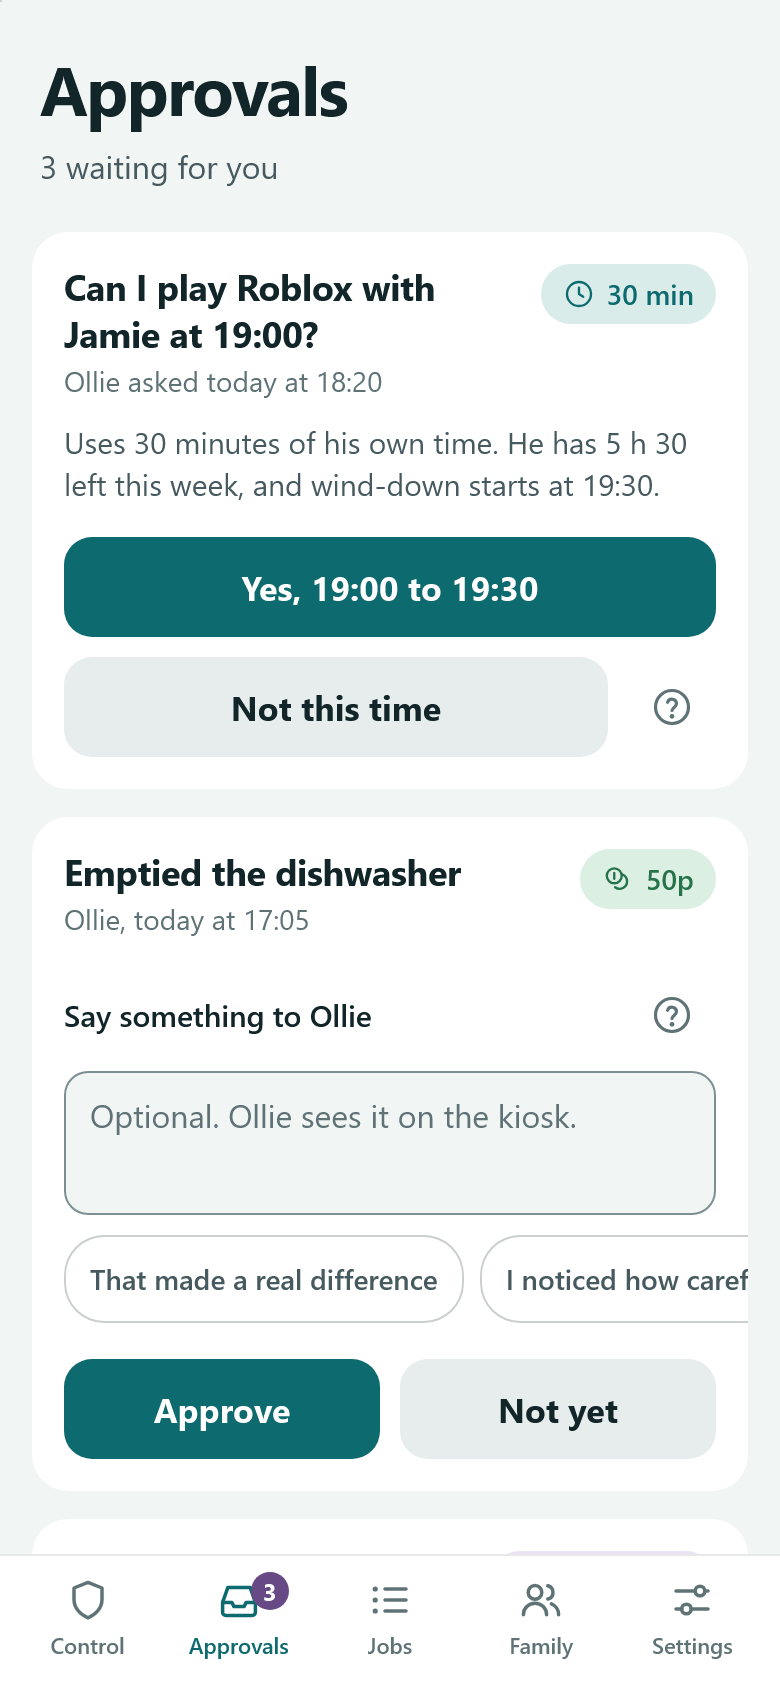 Approvals
3 waiting for you
Can I play Roblox with
Jamie at 19:00?
30 min
Ollie asked today at 18:20
Uses 30 minutes of his own time. He has 5 h 30
left this week, and wind-down starts at 19:30.
Yes, 19:00 to 19:30
Not this time
?
Emptied the dishwasher
50p
Ollie, today at 17:05
Say something to Ollie
?
Optional. Ollie sees it on the kiosk.
That made a real difference
I noticed how caref
Approve
Not yet
3
Control
Approvals
Jobs
Family
Settings